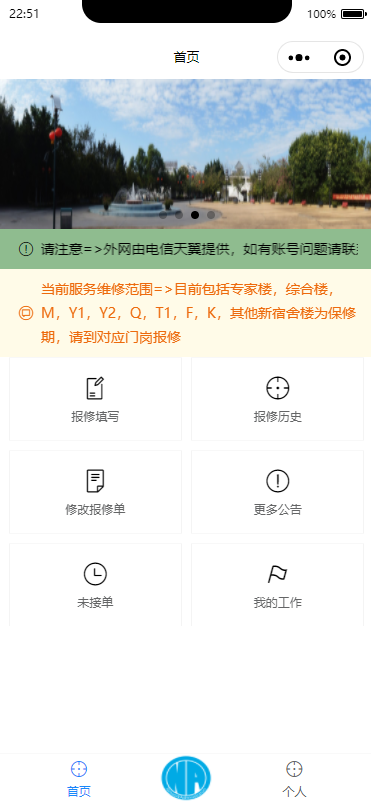 22:51
100%
首页
请注意=>外网由电信天翼提供，如有账号问题请联
当前服务维修范围=>目前包括专家楼，综合楼，
M，Y1，Y2，Q，T1，F，K，其他新宿舍楼为保修
期，请到对应门岗报修
报修填写
报修历史
修改报修单
更多公告
未接单
我的工作
首页
个人